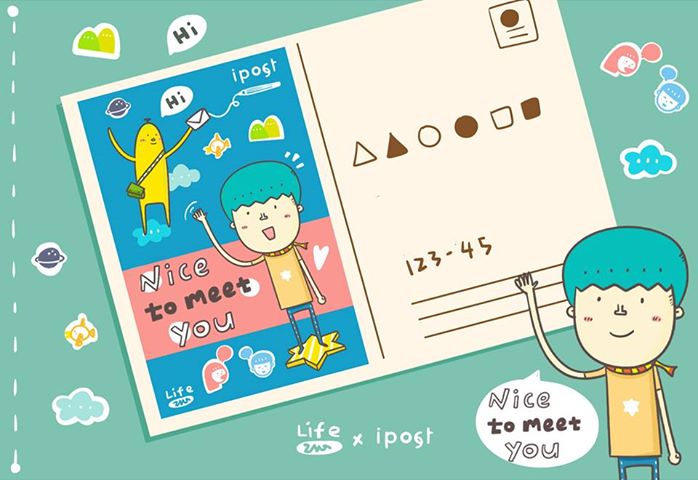 Hi
ipost
Hi
Nice
to meet
you
Life
123-45
Nice
to meet
you
Life x ipost